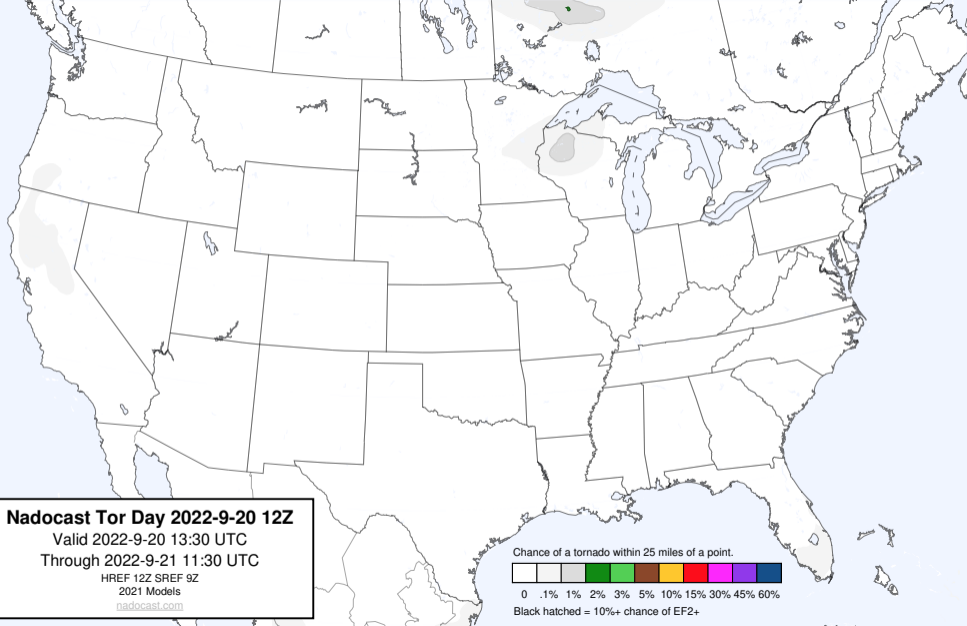 Nadocast Tor Day 2022-9-20 12Z
Valid 2022-9-20 13:30 UTC
Through 2022-9-21 11:30 UTC
HREF 12Z SREF 9Z
2021 Models
nadocast.com
Chance of a tornado within 25 miles of a point.
0 .1% 1% 2% 3% 5% 10% 15% 30% 45% 60%
Black hatched = 10%+ chance of EF2+